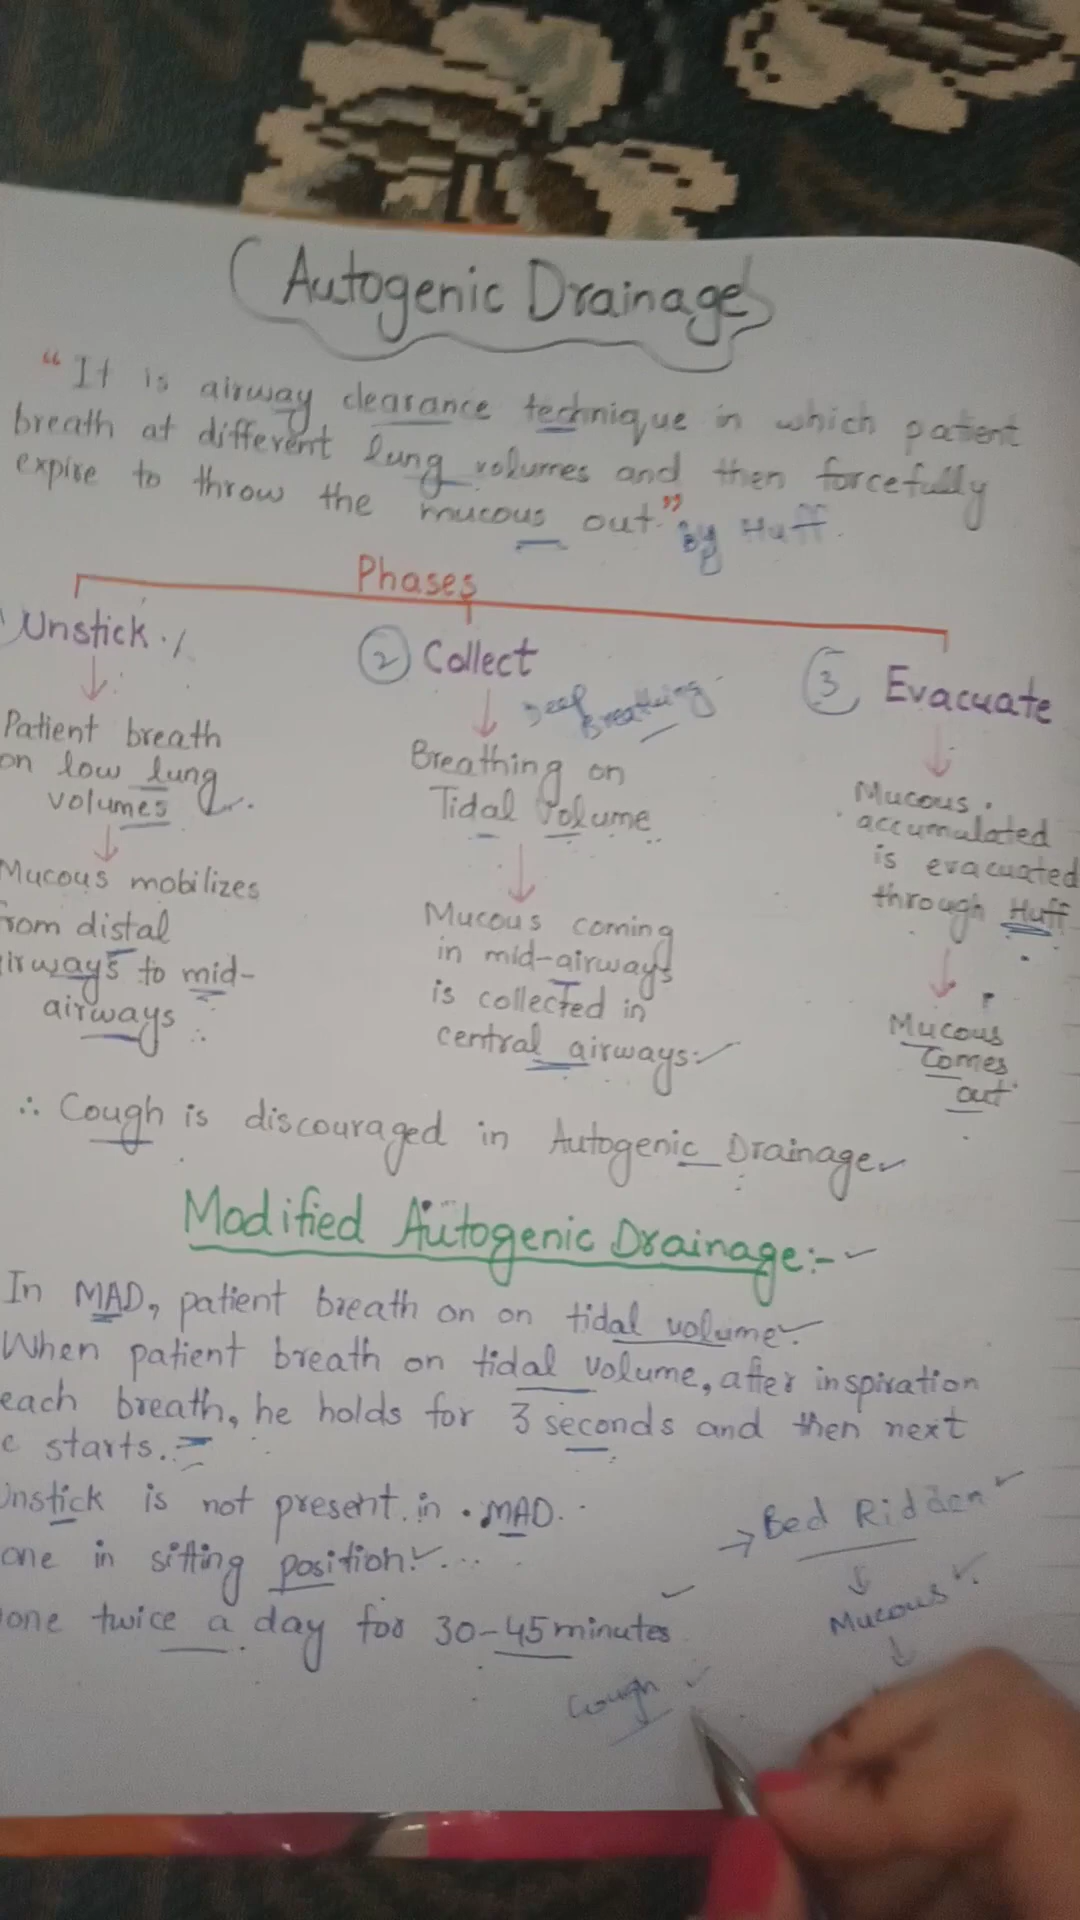 Autogenic Drainage
"It is airway clearance technique in which patient
breath at different lung volumes and then forcefully
expire to throw the mucous out" By Huff.
Phases
Unstick
Patient breath
on low lung
volumes
Mucous mobilizes
from distal
airways to mid-
airways
2 Collect
Deep
Breathing
Breathing on
Tidal Volume
Mucous coming
in mid-airways
is collected in
central airways
3 Evacuate
Mucous
accumulated
is evacuated
through Huff
Mucous
comes
out
∴ Cough is discouraged in Autogenic Drainage
Modified Autogenic Drainage:-
In MAD, patient breath on on tidal volume.
When patient breath on tidal volume, after inspiration
each breath, he holds for 3 seconds and then next
starts.
Unstick is not present in MAD.
one in sitting position
one twice a day for 30-45 minutes
→ Bed Ridden
Mucous
Cough